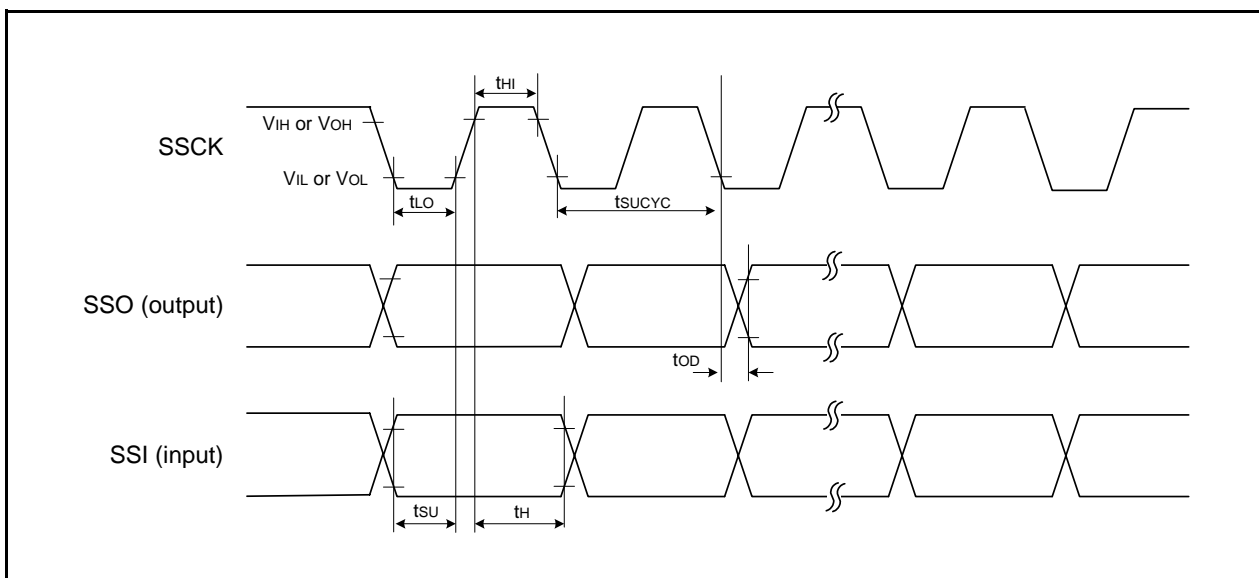 tHI
VIH or VOH
SSCK
VIL or VOL
tLO
tSUCYC
SSO (output)
tOD
SSI (input)
tSU
tH